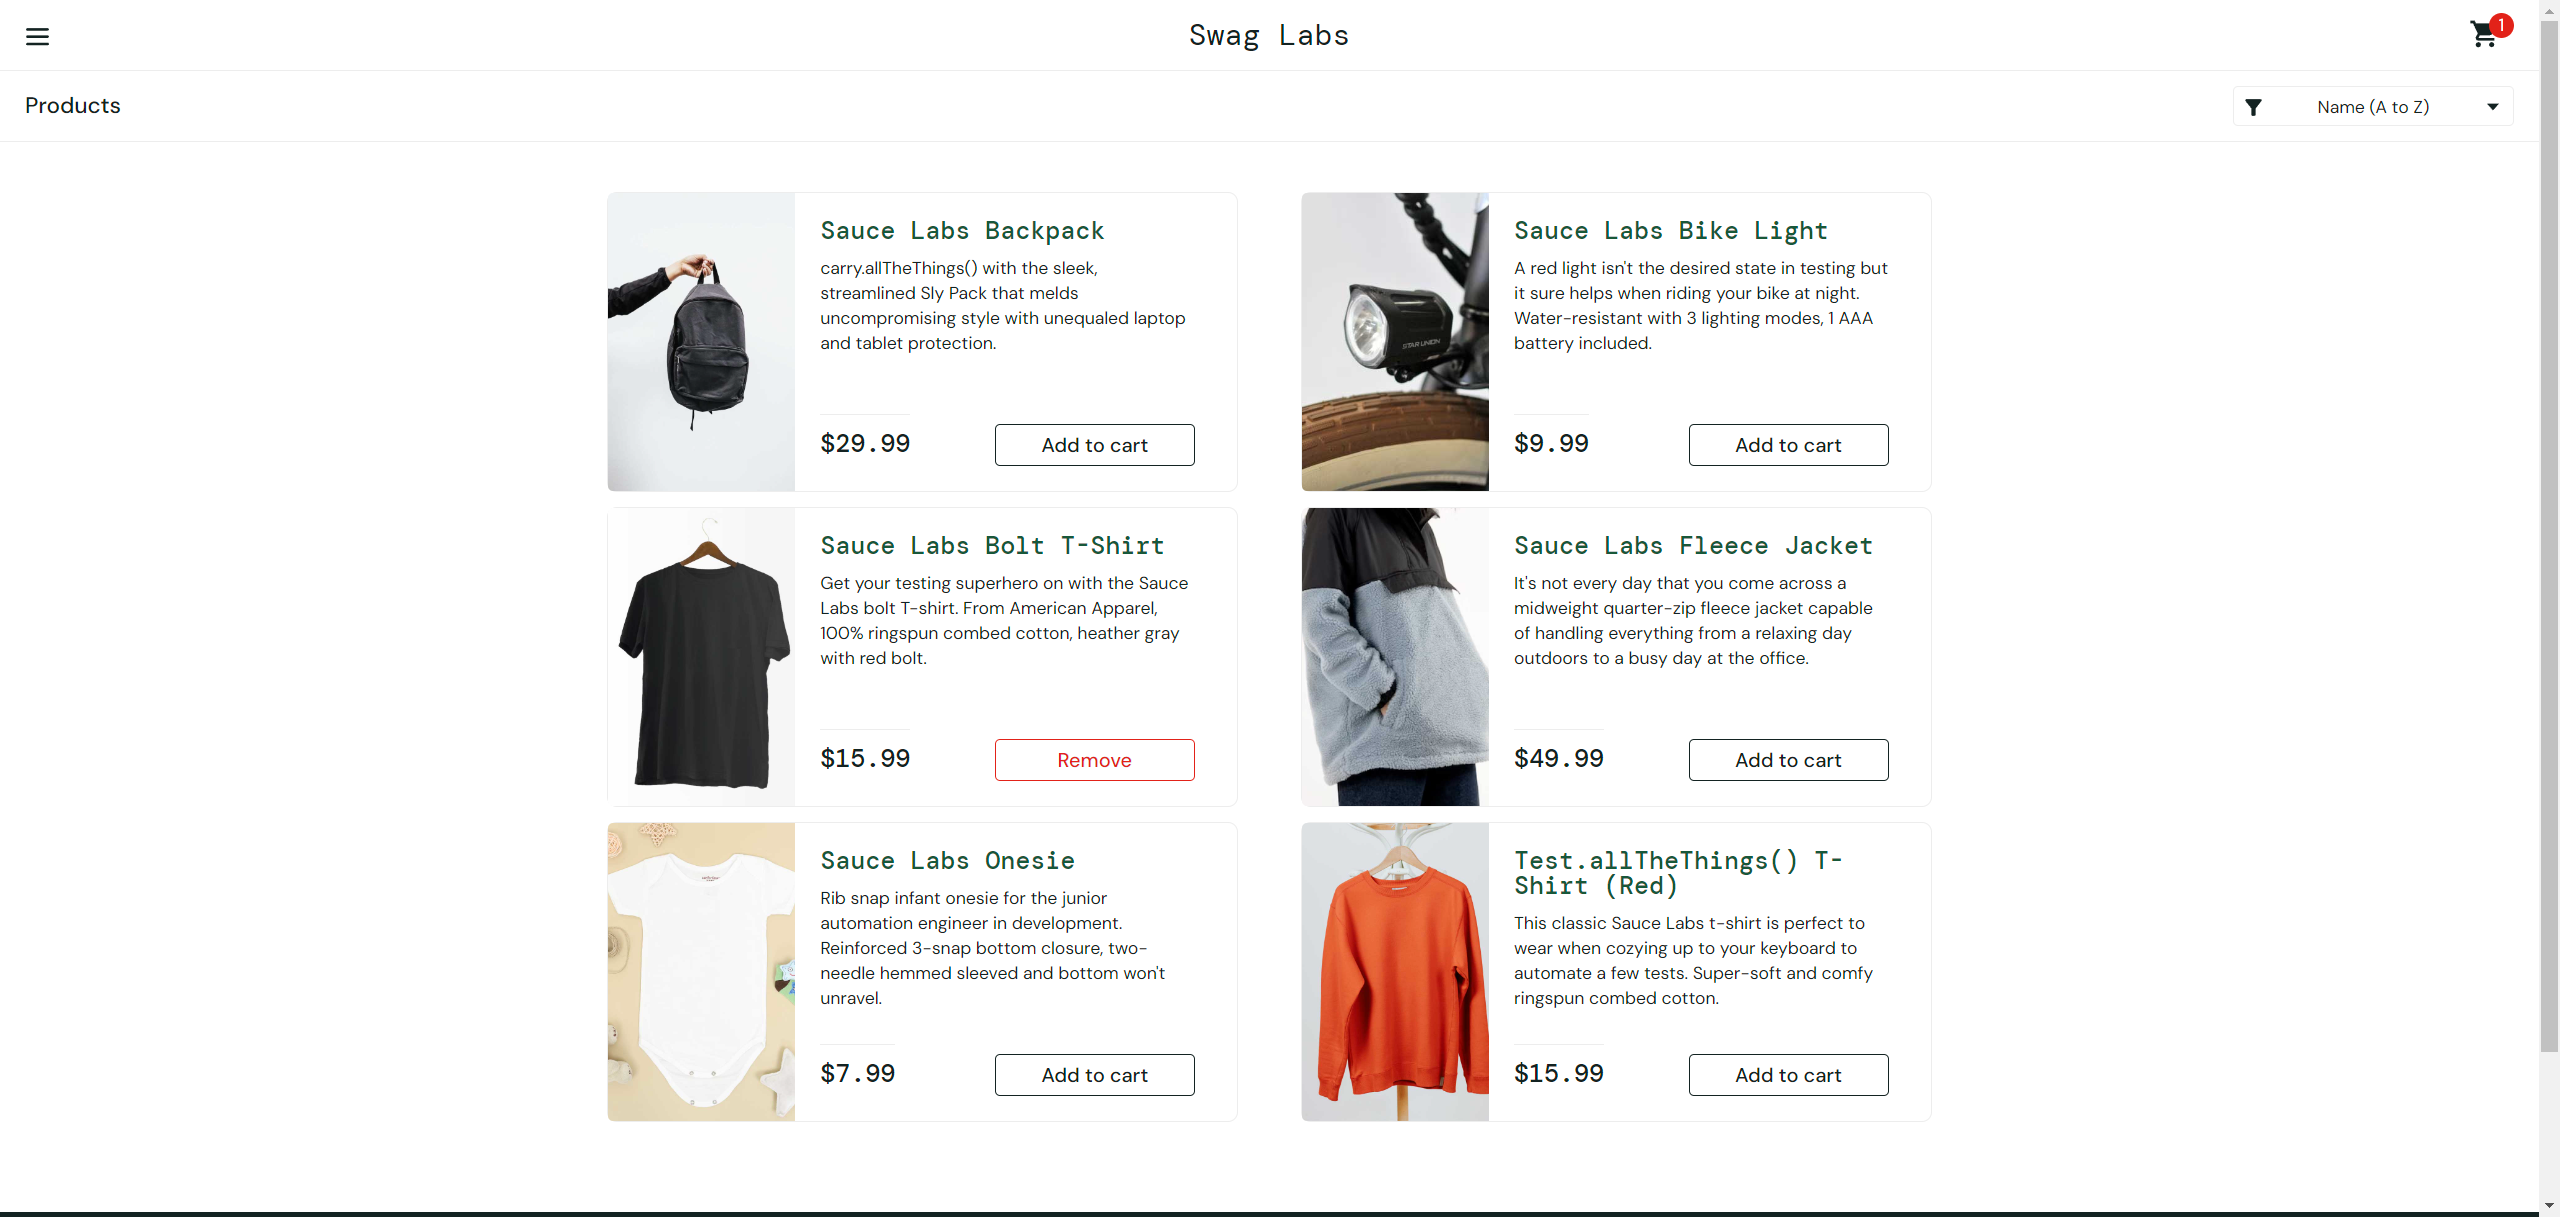 Swag Labs
1
Products
Name (A to Z)
Sauce Labs Backpack
carry.allTheThings() with the sleek,
streamlined Sly Pack that melds
uncompromising style with unequaled laptop
and tablet protection.
$29.99
Add to cart
Sauce Labs Bike Light
A red light isn't the desired state in testing but
it sure helps when riding your bike at night.
Water-resistant with 3 lighting modes, 1 AAA
battery included.
STAR UNION
$9.99
Add to cart
Sauce Labs Bolt T-Shirt
Get your testing superhero on with the Sauce
Labs bolt T-shirt. From American Apparel,
100% ringspun combed cotton, heather gray
with red bolt.
$15.99
Remove
Sauce Labs Fleece Jacket
It's not every day that you come across a
midweight quarter-zip fleece jacket capable
of handling everything from a relaxing day
outdoors to a busy day at the office.
$49.99
Add to cart
Sauce Labs Onesie
Rib snap infant onesie for the junior
automation engineer in development.
Reinforced 3-snap bottom closure, two-
needle hemmed sleeved and bottom won't
unravel.
$7.99
Add to cart
Test.allTheThings() T-
Shirt (Red)
This classic Sauce Labs t-shirt is perfect to
wear when cozying up to your keyboard to
automate a few tests. Super-soft and comfy
ringspun combed cotton.
$15.99
Add to cart